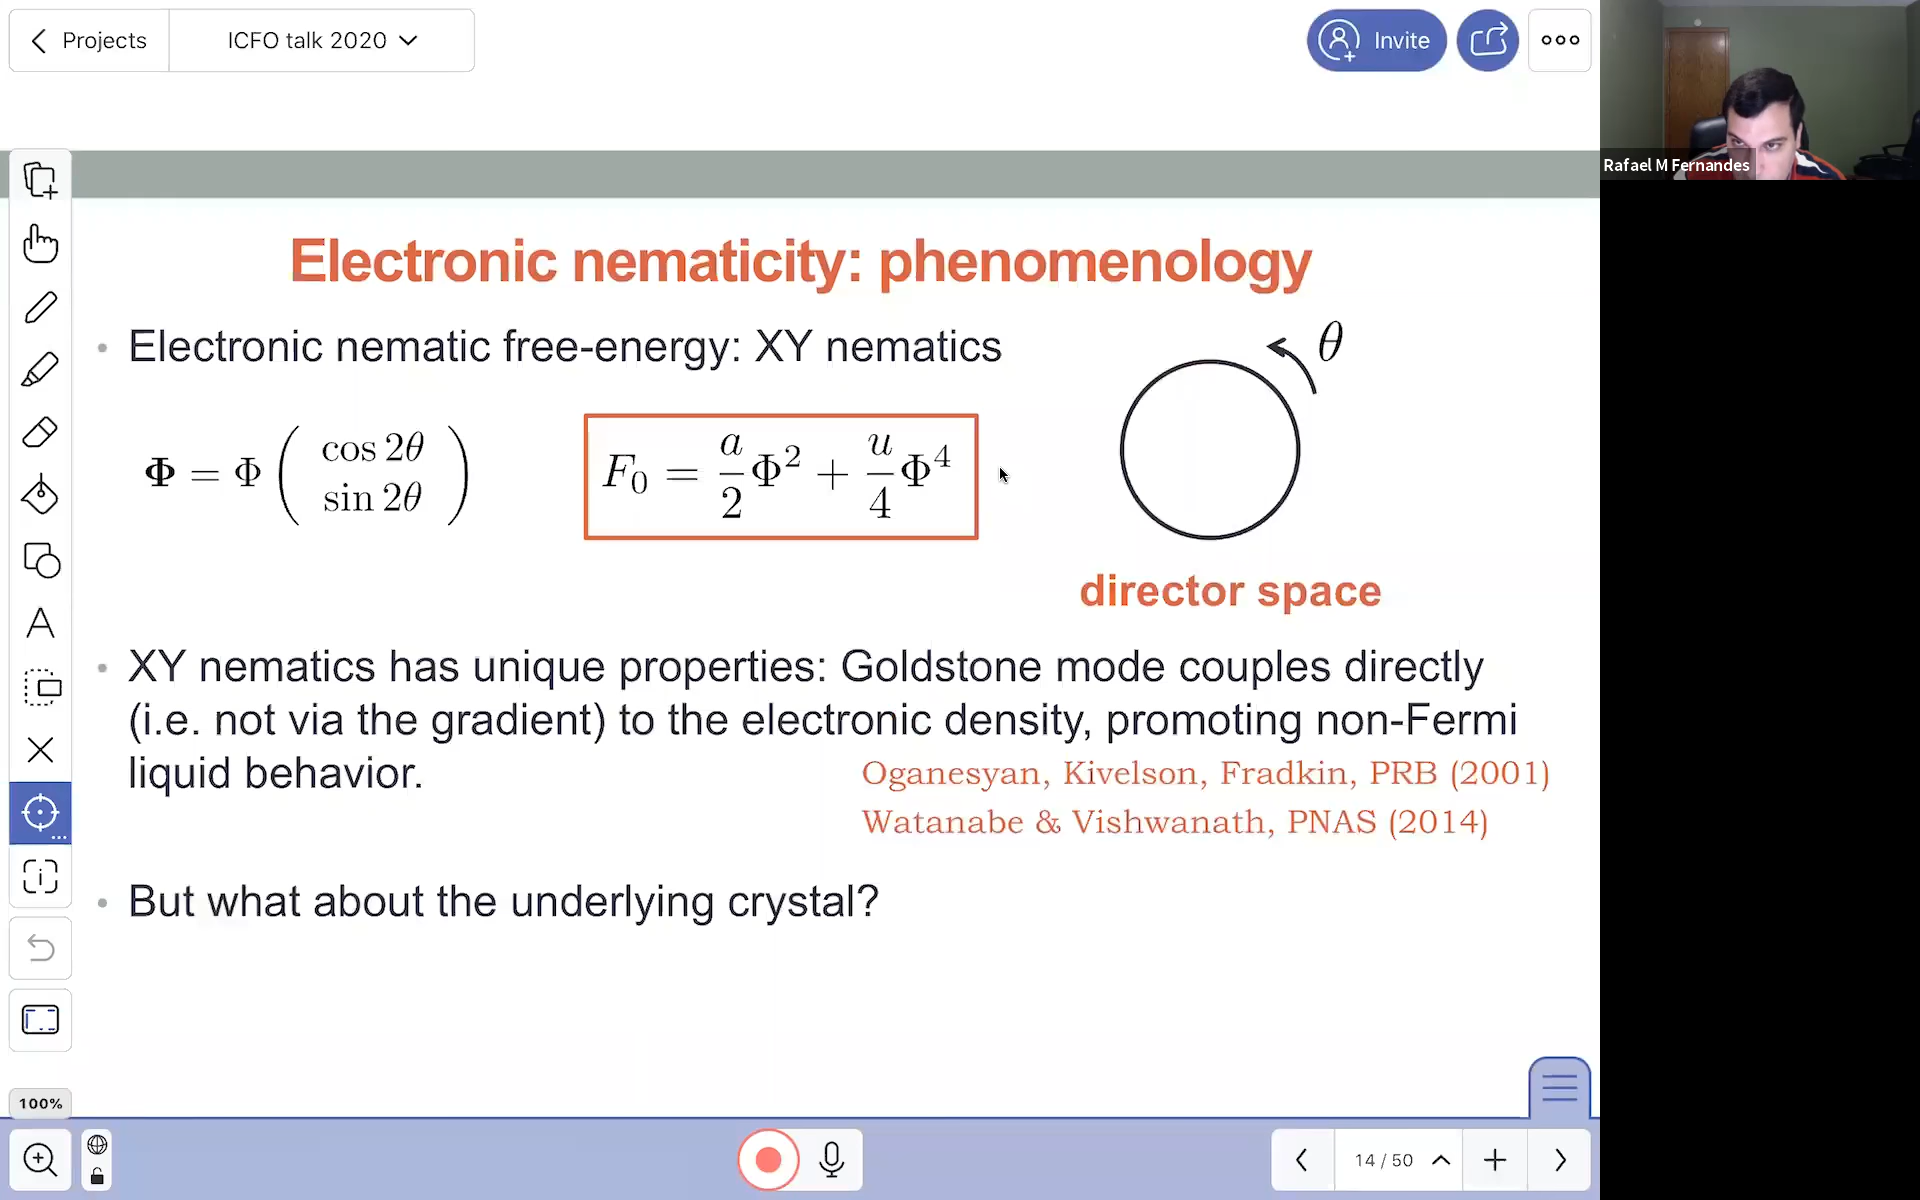 Projects
ICFO talk 2020
Invite
Rafael M Fernandes
Electronic nematicity: phenomenology
• Electronic nematic free-energy: XY nematics
θ
Φ = Φ ( cos 2θ
sin 2θ )
F₀ = a/2 Φ² + u/4 Φ⁴
director space
• XY nematics has unique properties: Goldstone mode couples directly
(i.e. not via the gradient) to the electronic density, promoting non-Fermi
liquid behavior.
Oganesyan, Kivelson, Fradkin, PRB (2001)
Watanabe & Vishwanath, PNAS (2014)
• But what about the underlying crystal?
100%
14 / 50